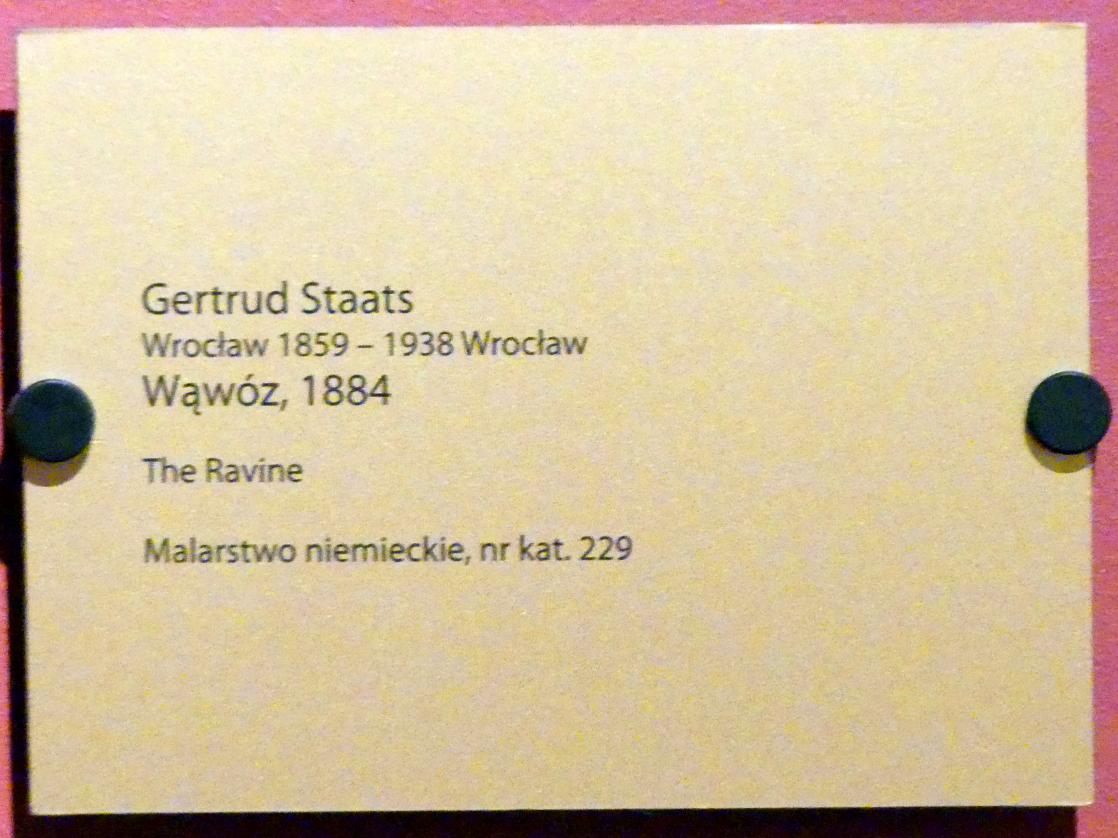 Gertrud Staats
Wrocław 1859 – 1938 Wrocław
Wąwóz, 1884
The Ravine
Malarstwo niemieckie, nr kat. 229